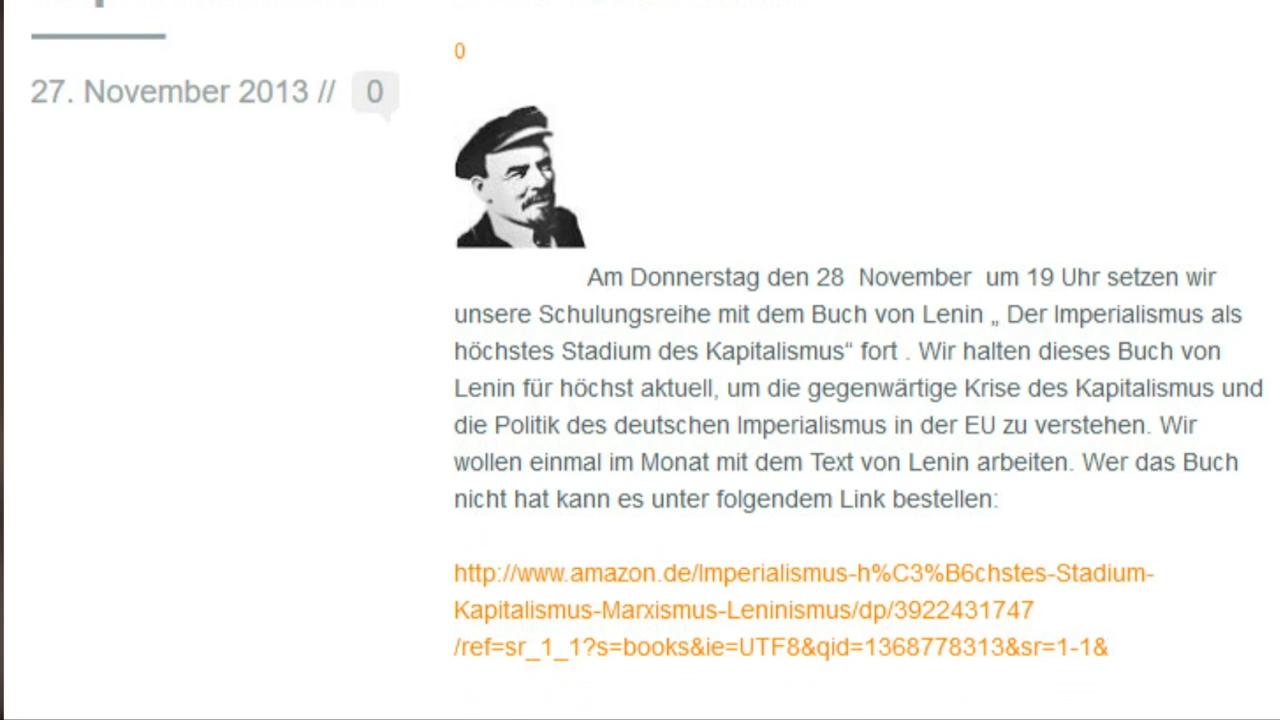 0
27. November 2013 // 0
Am Donnerstag den 28  November  um 19 Uhr setzen wir
unsere Schulungsreihe mit dem Buch von Lenin „ Der Imperialismus als
höchstes Stadium des Kapitalismus“ fort . Wir halten dieses Buch von
Lenin für höchst aktuell, um die gegenwärtige Krise des Kapitalismus und
die Politik des deutschen Imperialismus in der EU zu verstehen. Wir
wollen einmal im Monat mit dem Text von Lenin arbeiten. Wer das Buch
nicht hat kann es unter folgendem Link bestellen:
http://www.amazon.de/Imperialismus-h%C3%B6chstes-Stadium-
Kapitalismus-Marxismus-Leninismus/dp/3922431747
/ref=sr_1_1?s=books&ie=UTF8&qid=1368778313&sr=1-1&